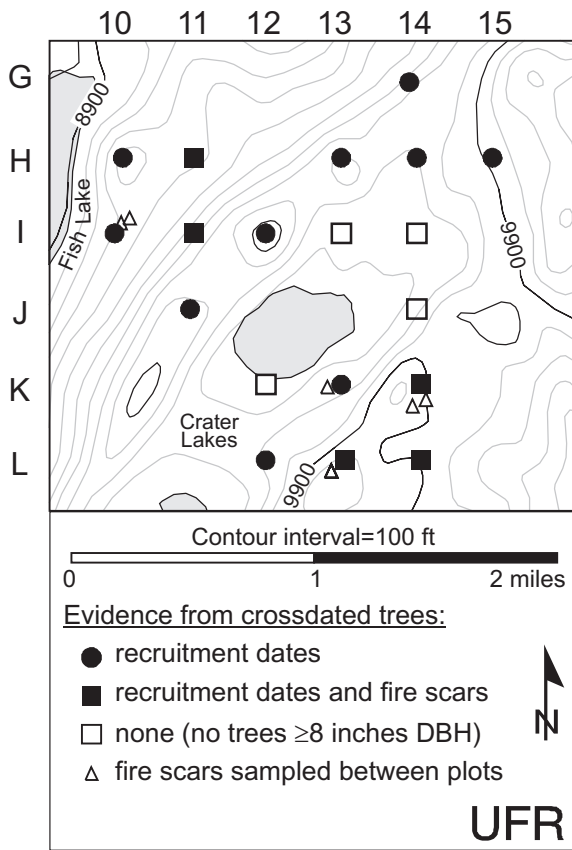 10 11 12 13 14 15
G
H
I
J
K
L
8900
Fish Lake
9900
Crater
Lakes
9900
Contour interval=100 ft
0 1 2 miles
Evidence from crossdated trees:
recruitment dates
recruitment dates and fire scars
none (no trees ≥8 inches DBH)
fire scars sampled between plots
N
UFR